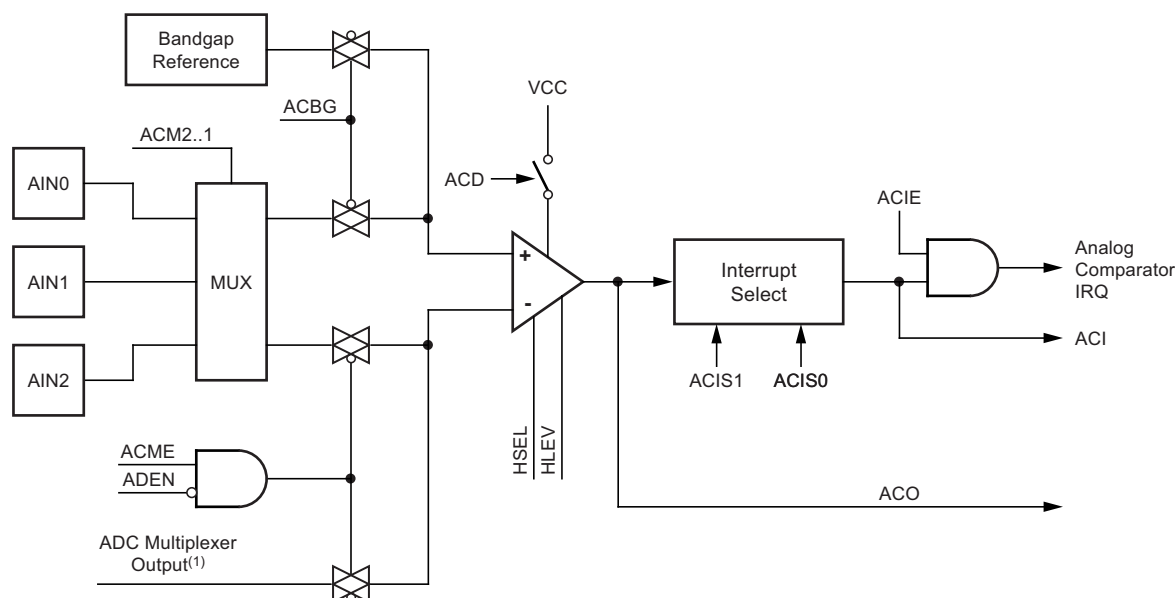 Bandgap
Reference
ACBG
VCC
ACM2..1
AIN0
ACD
ACIE
AIN1
MUX
+
-
Interrupt
Select
Analog
Comparator
IRQ
ACI
AIN2
ACIS1
ACIS0
HSEL
HLEV
ACME
ADEN
ACO
ADC Multiplexer
Output(1)